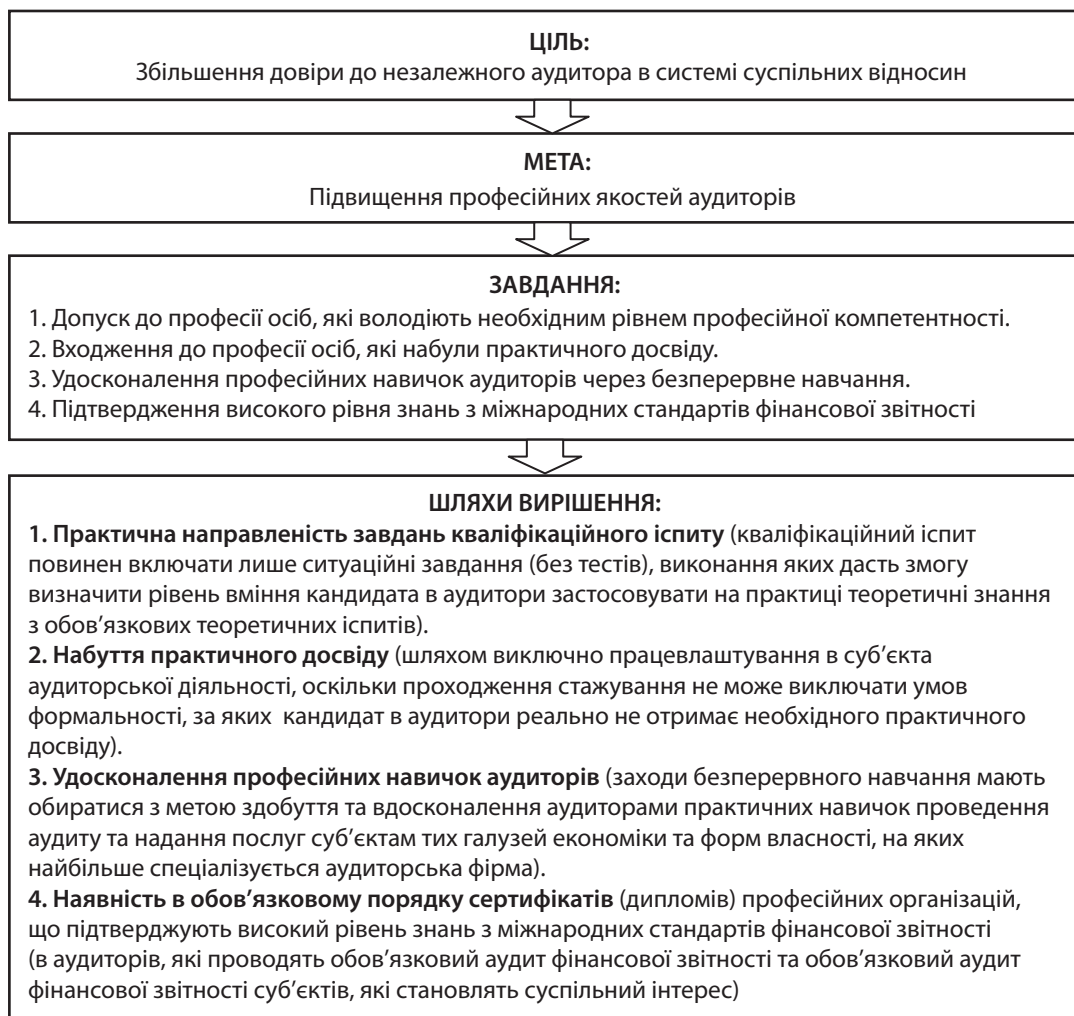 ЦІЛЬ:
Збільшення довіри до незалежного аудитора в системі суспільних відносин
МЕТА:
Підвищення професійних якостей аудиторів
ЗАВДАННЯ:
1. Допуск до професії осіб, які володіють необхідним рівнем професійної компетентності.
2. Входження до професії осіб, які набули практичного досвіду.
3. Удосконалення професійних навичок аудиторів через безперервне навчання.
4. Підтвердження високого рівня знань з міжнародних стандартів фінансової звітності
ШЛЯХИ ВИРІШЕННЯ:
1. Практична направленість завдань кваліфікаційного іспиту (кваліфікаційний іспит
повинен включати лише ситуаційні завдання (без тестів), виконання яких дасть змогу
визначити рівень вміння кандидата в аудитори застосовувати на практиці теоретичні знання
з обов’язкових теоретичних іспитів).
2. Набуття практичного досвіду (шляхом виключно працевлаштування в суб’єкта
аудиторської діяльності, оскільки проходження стажування не може виключати умов
формальності, за яких кандидат в аудитори реально не отримає необхідного практичного
досвіду).
3. Удосконалення професійних навичок аудиторів (заходи безперервного навчання мають
обиратися з метою здобуття та вдосконалення аудиторами практичних навичок проведення
аудиту та надання послуг суб’єктам тих галузей економіки та форм власності, на яких
найбільше спеціалізується аудиторська фірма).
4. Наявність в обов’язковому порядку сертифікатів (дипломів) професійних організацій,
що підтверджують високий рівень знань з міжнародних стандартів фінансової звітності
(в аудиторів, які проводять обов’язковий аудит фінансової звітності та обов’язковий аудит
фінансової звітності суб’єктів, які становлять суспільний інтерес)